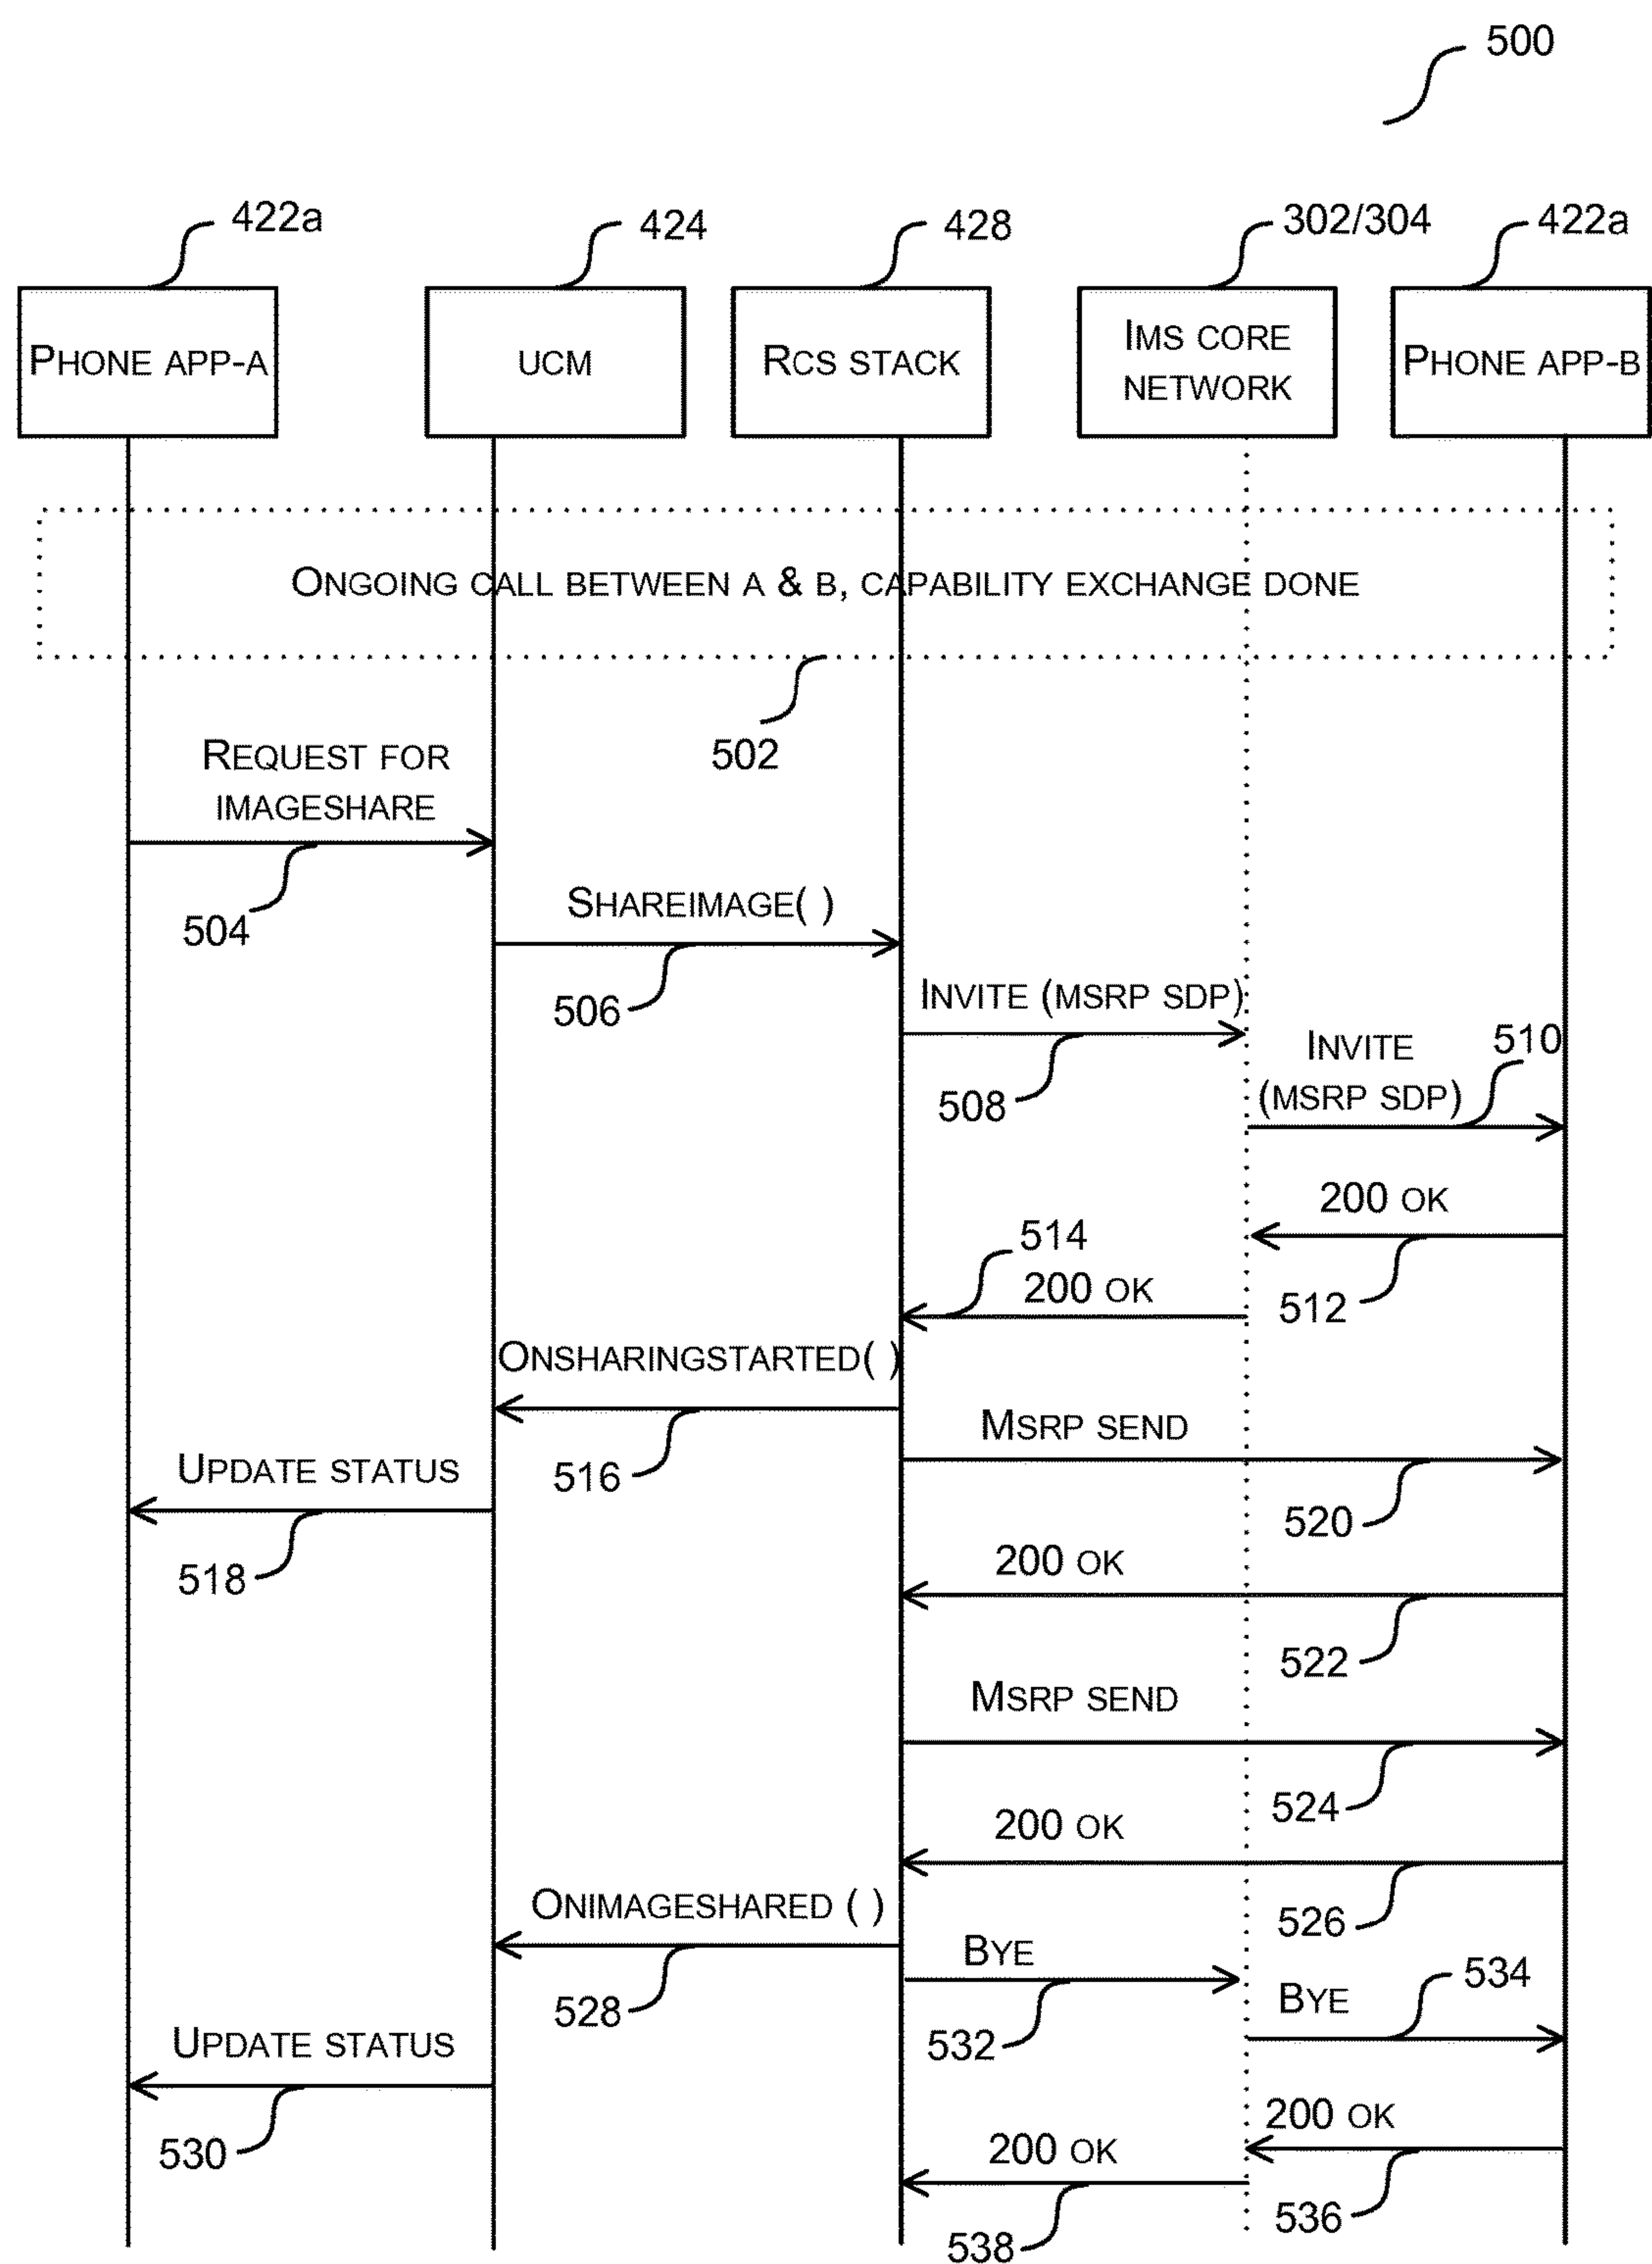 500
422a
424
428
302/304
422a
PHONE APP-A
UCM
RCS STACK
IMS CORE
NETWORK
PHONE APP-B
ONGOING CALL BETWEEN A & B, CAPABILITY EXCHANGE DONE
502
REQUEST FOR
IMAGESHARE
504
SHAREIMAGE( )
506
INVITE (MSRP SDP)
508
INVITE
(MSRP SDP)
510
200 OK
512
514
200 OK
ONSHARINGSTARTED( )
516
MSRP SEND
520
UPDATE STATUS
518
200 OK
522
MSRP SEND
524
200 OK
526
ONIMAGESHARED ( )
528
BYE
532
534
BYE
UPDATE STATUS
530
200 OK
536
200 OK
538